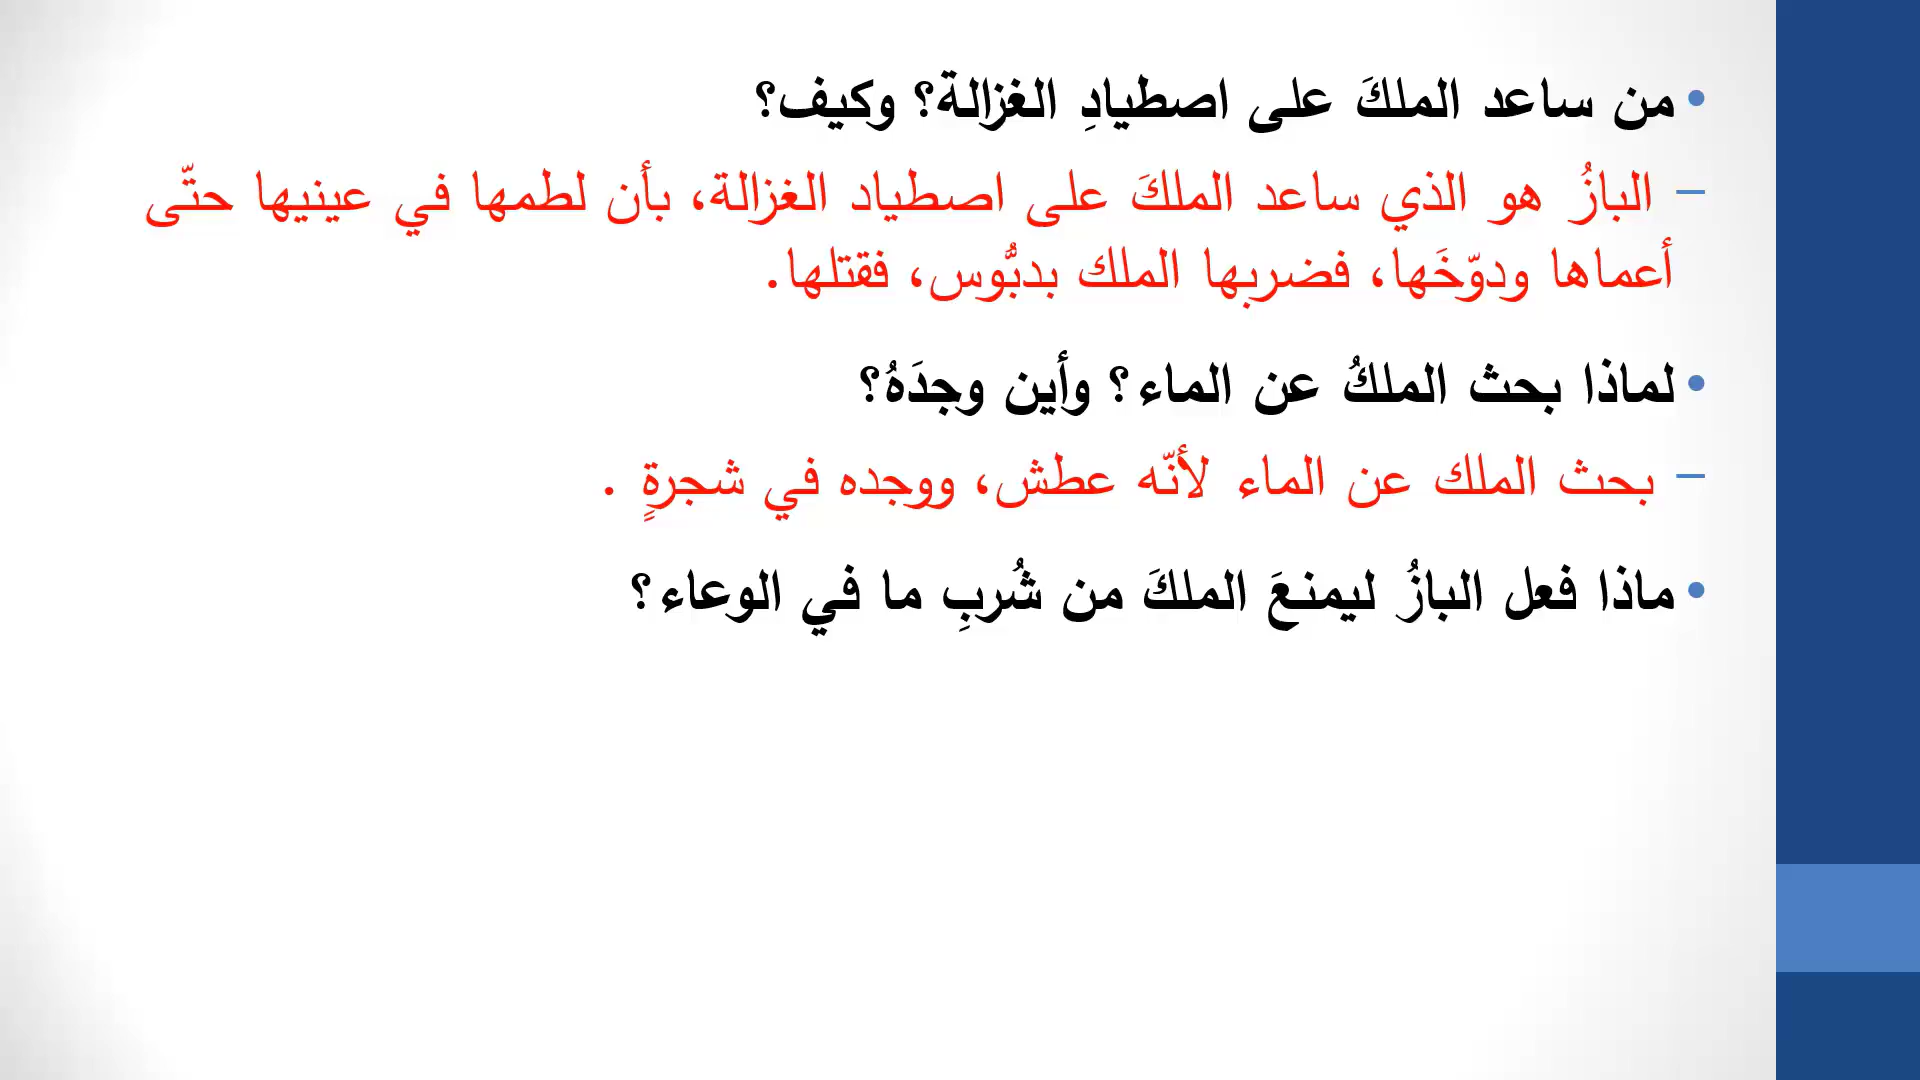 • من ساعد الملكَ على اصطيادِ الغزالة؟ وكيف؟
– البازُ هو الذي ساعد الملكَ على اصطياد الغزالة، بأن لطمها في عينيها حتّى
أعماها ودوّخَها، فضربها الملك بدبُّوس، فقتلها.
• لماذا بحث الملكُ عن الماء؟ وأين وجدَهُ؟
– بحث الملك عن الماء لأنّه عطش، ووجده في شجرةٍ .
• ماذا فعل البازُ ليمنعَ الملكَ من شُربِ ما في الوعاء؟